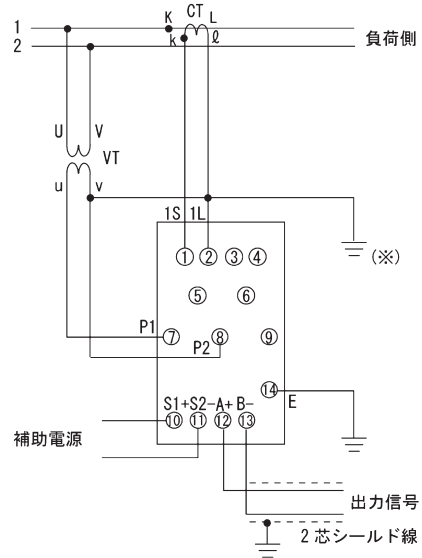 K CT L
1
2
k ℓ
負荷側
U V
VT
u v
1S 1L
(※)
① ② ③ ④
⑤ ⑥
P1 ⑦ ⑧ ⑨
P2
⑭
E
S1+S2-A+ B-
⑩ ⑪ ⑫ ⑬
補助電源
出力信号
2芯シールド線